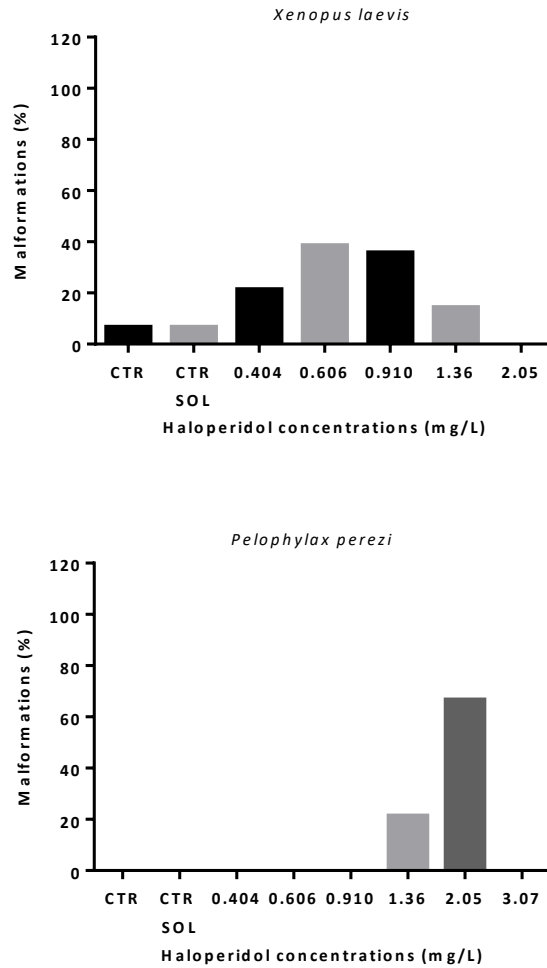 Xenopus laevis
120
100
80
60
40
20
0
Malformations (%)
CTR CTR 0.404 0.606 0.910 1.36 2.05
SOL
Haloperidol concentrations (mg/L)
Pelophylax perezi
120
100
80
60
40
20
0
Malformations (%)
CTR CTR 0.404 0.606 0.910 1.36 2.05 3.07
SOL
Haloperidol concentrations (mg/L)